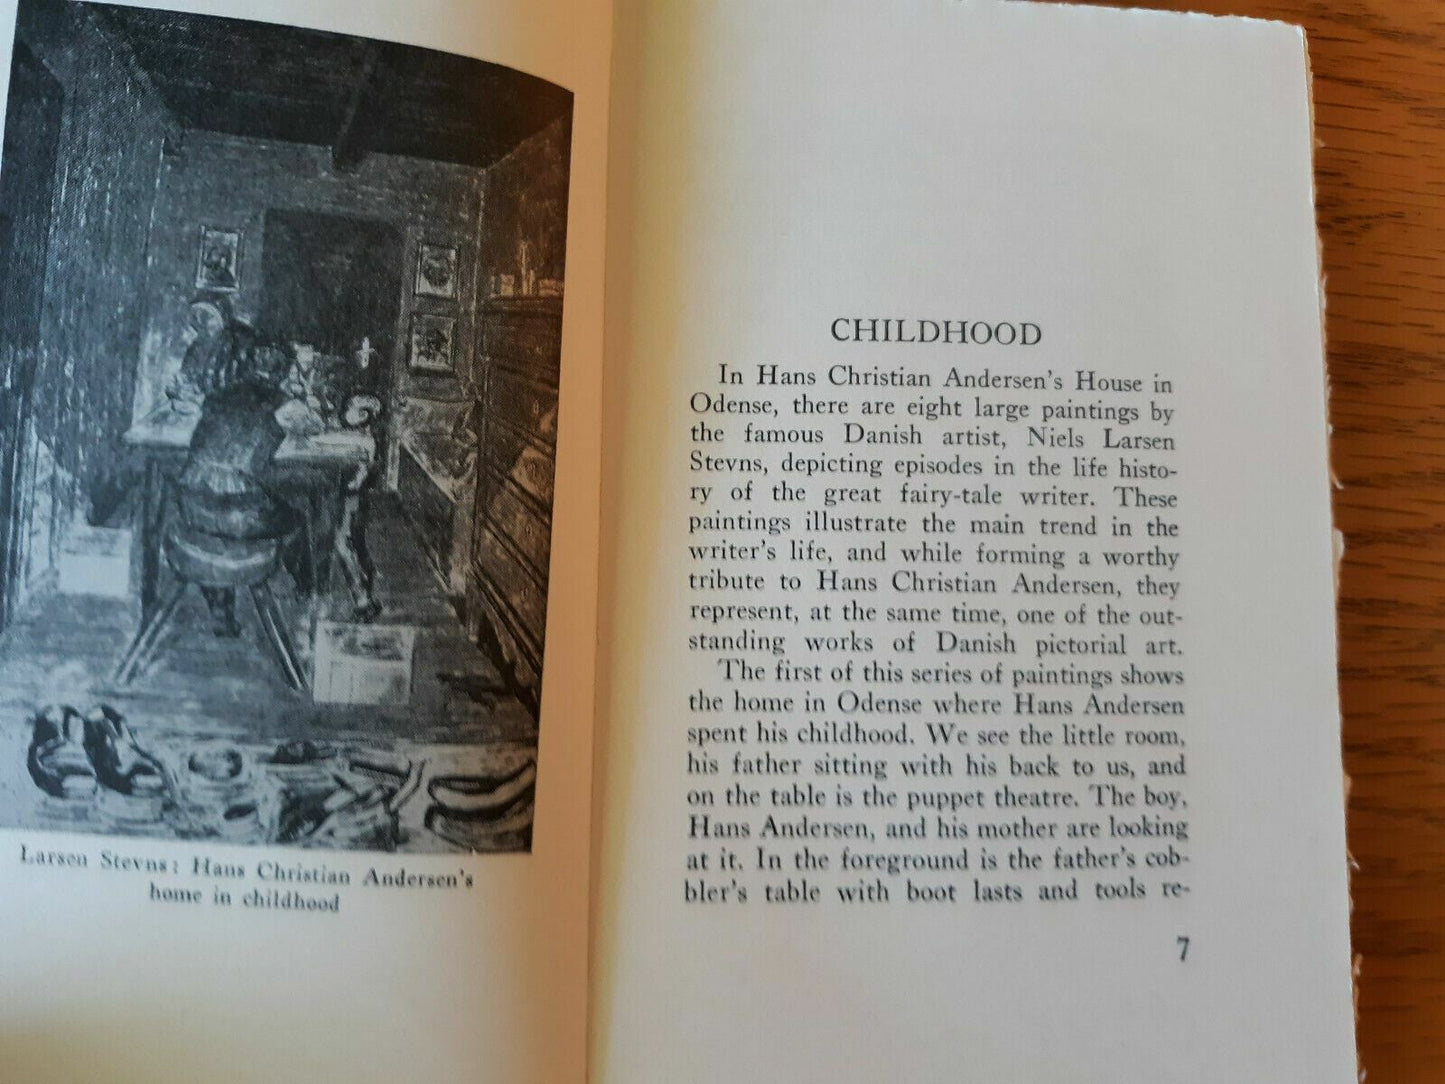 Larsen Stevns: Hans Christian Andersen's
home in childhood
CHILDHOOD
In Hans Christian Andersen's House in
Odense, there are eight large paintings by
the famous Danish artist, Niels Larsen
Stevns, depicting episodes in the life histo-
ry of the great fairy-tale writer. These
paintings illustrate the main trend in the
writer's life, and while forming a worthy
tribute to Hans Christian Andersen, they
represent, at the same time, one of the out-
standing works of Danish pictorial art.
The first of this series of paintings shows
the home in Odense where Hans Andersen
spent his childhood. We see the little room,
his father sitting with his back to us, and
on the table is the puppet theatre. The boy,
Hans Andersen, and his mother are looking
at it. In the foreground is the father's cob-
bler's table with boot lasts and tools re-
7